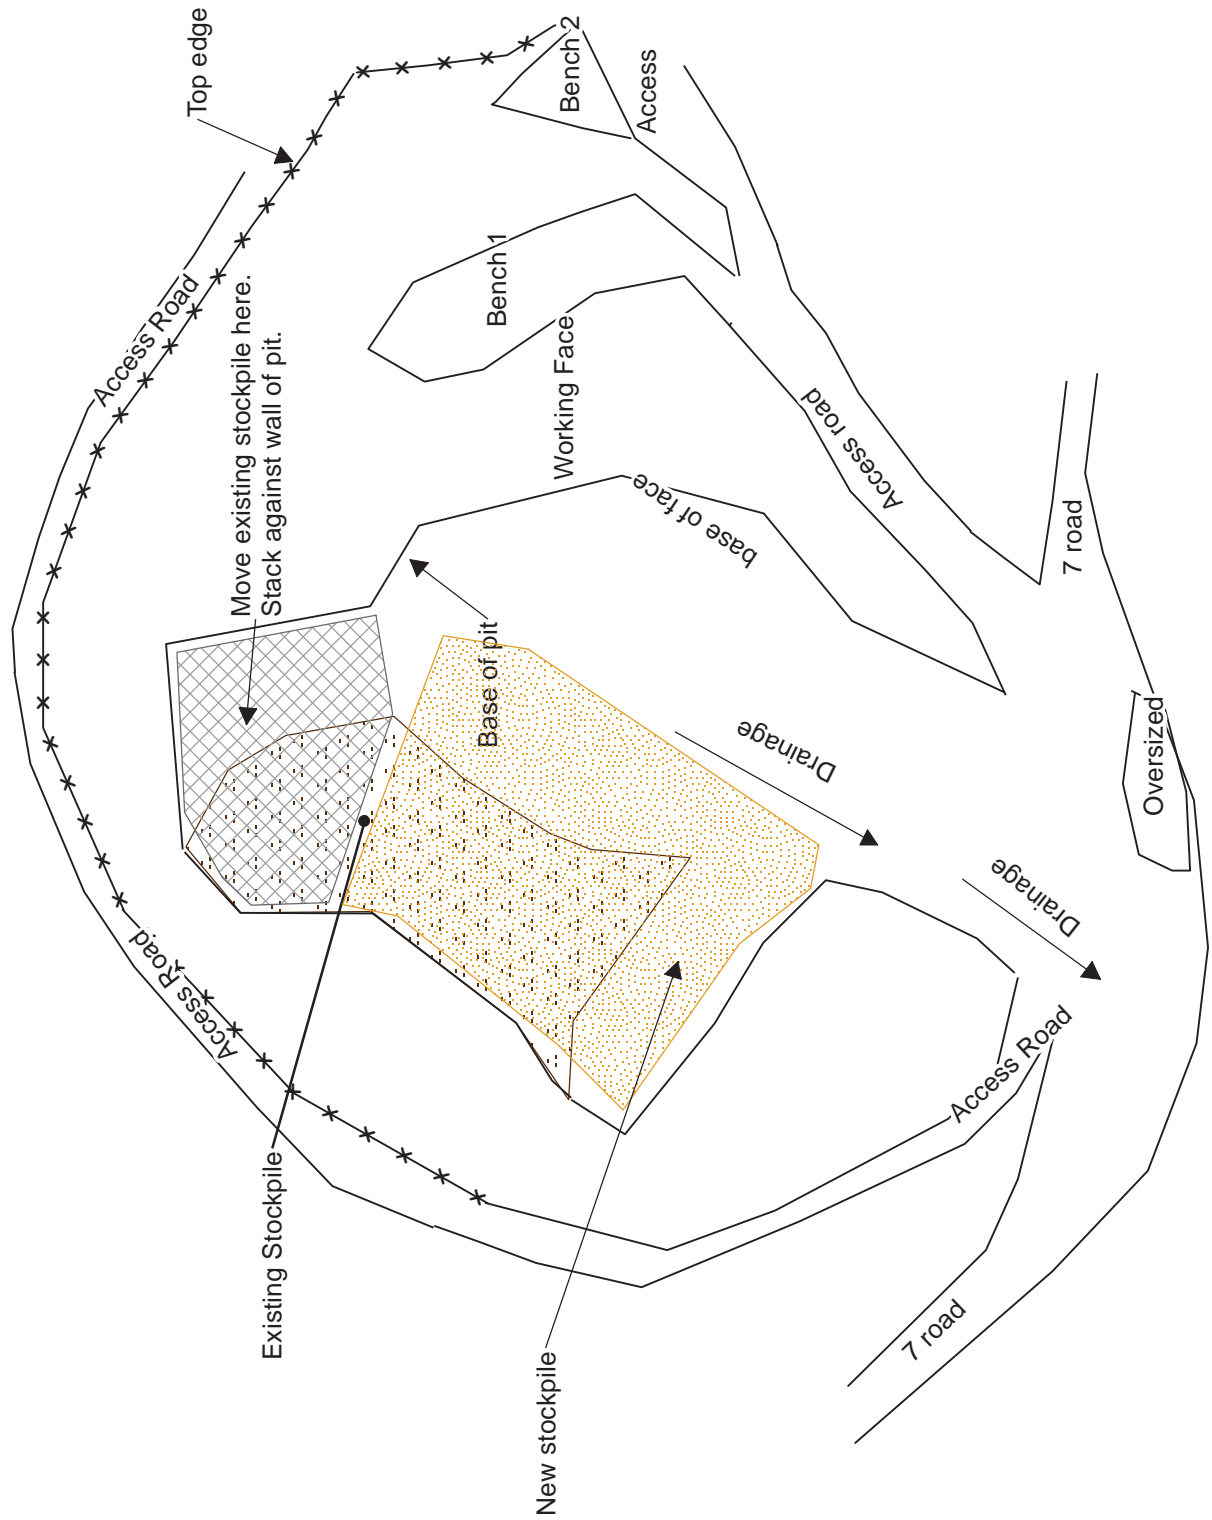 Top edge
Bench 2
Access
Bench 1
Access Road
Move existing stockpile here.
Stack against wall of pit.
Working Face
Access road
base of face
7 road
Base of pit
Drainage
Oversized
Drainage
Access Road
Access Road
Existing Stockpile
7 road
New stockpile